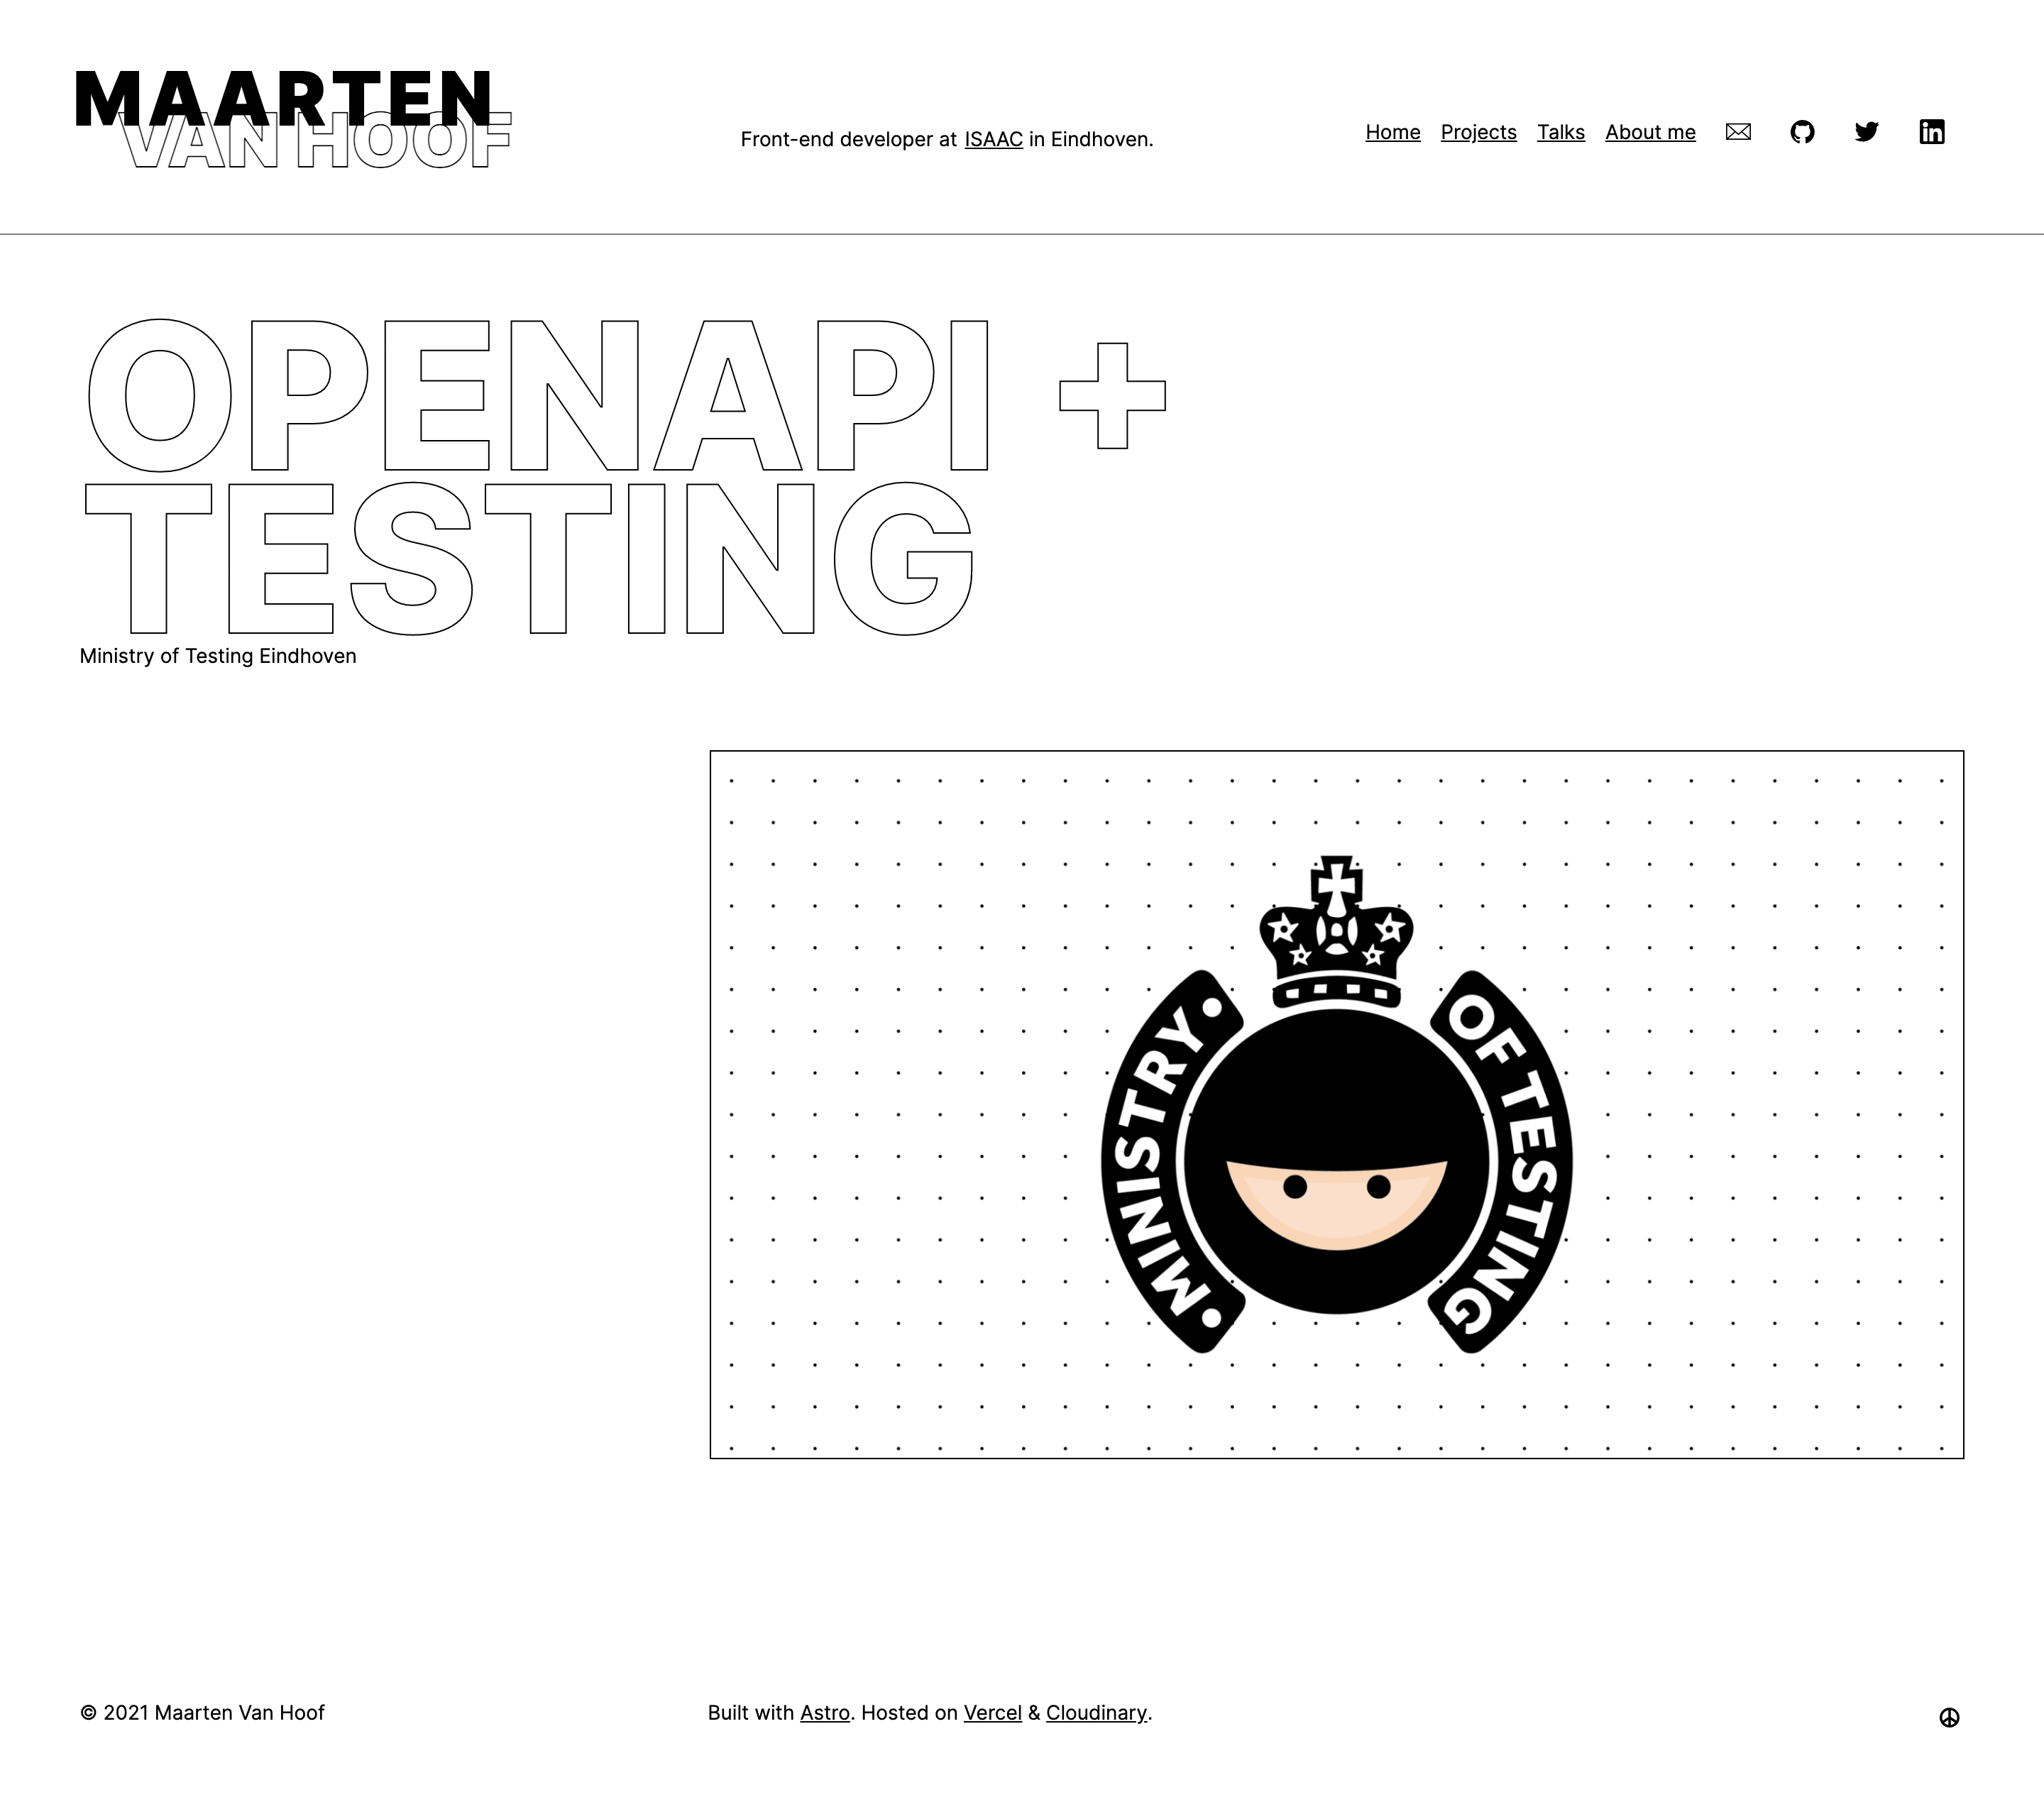 MAARTEN
VAN HOOF
Front-end developer at ISAAC in Eindhoven.
Home Projects Talks About me
OPENAPI +
TESTING
Ministry of Testing Eindhoven
•MINISTRY•
OF TESTING
© 2021 Maarten Van Hoof
Built with Astro. Hosted on Vercel & Cloudinary.